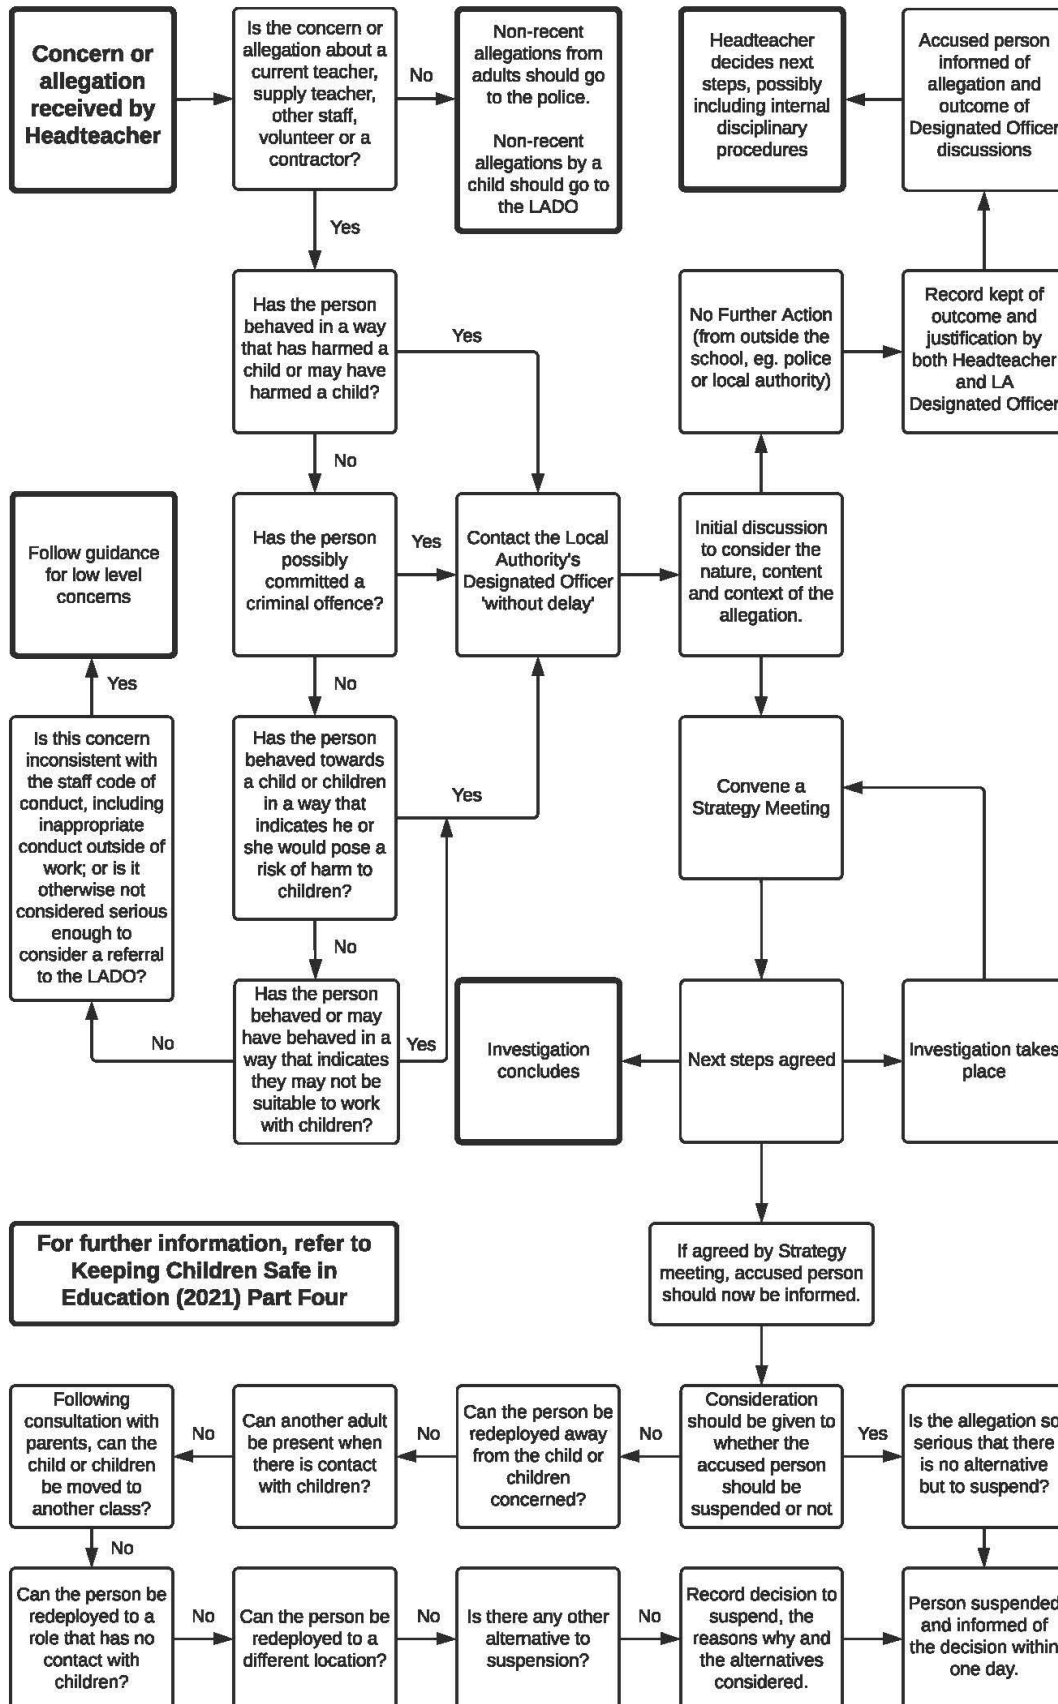 Concern or
allegation
received by
Headteacher
Is the concern or
allegation about a
current teacher,
supply teacher,
other staff,
volunteer or a
contractor?
No
Non-recent
allegations from
adults should go
to the police.
Non-recent
allegations by a
child should go to
the LADO
Headteacher
decides next
steps, possibly
including internal
disciplinary
procedures
Accused person
informed of
allegation and
outcome of
Designated Officer
discussions
Yes
Has the person
behaved in a way
that has harmed a
child or may have
harmed a child?
Yes
No Further Action
(from outside the
school, eg. police
or local authority)
Record kept of
outcome and
justification by
both Headteacher
and LA
Designated Officer
No
Follow guidance
for low level
concerns
Has the person
possibly
committed a
criminal offence?
Yes
Contact the Local
Authority's
Designated Officer
'without delay'
Initial discussion
to consider the
nature, content
and context of the
allegation.
Yes
No
Is this concern
inconsistent with
the staff code of
conduct, including
inappropriate
conduct outside of
work; or is it
otherwise not
considered serious
enough to
consider a referral
to the LADO?
Has the person
behaved towards
a child or children
in a way that
indicates he or
she would pose a
risk of harm to
children?
Yes
Convene a
Strategy Meeting
No
No
Has the person
behaved or may
have behaved in a
way that indicates
they may not be
suitable to work
with children?
Yes
Investigation
concludes
Next steps agreed
Investigation takes
place
For further information, refer to
Keeping Children Safe in
Education (2021) Part Four
If agreed by Strategy
meeting, accused person
should now be informed.
Following
consultation with
parents, can the
child or children
be moved to
another class?
No
Can another adult
be present when
there is contact
with children?
No
Can the person be
redeployed away
from the child or
children
concerned?
No
Consideration
should be given to
whether the
accused person
should be
suspended or not
Yes
Is the allegation so
serious that there
is no alternative
but to suspend?
No
Can the person be
redeployed to a
role that has no
contact with
children?
No
Can the person be
redeployed to a
different location?
No
Is there any other
alternative to
suspension?
No
Record decision to
suspend, the
reasons why and
the alternatives
considered.
Person suspended
and informed of
the decision within
one day.